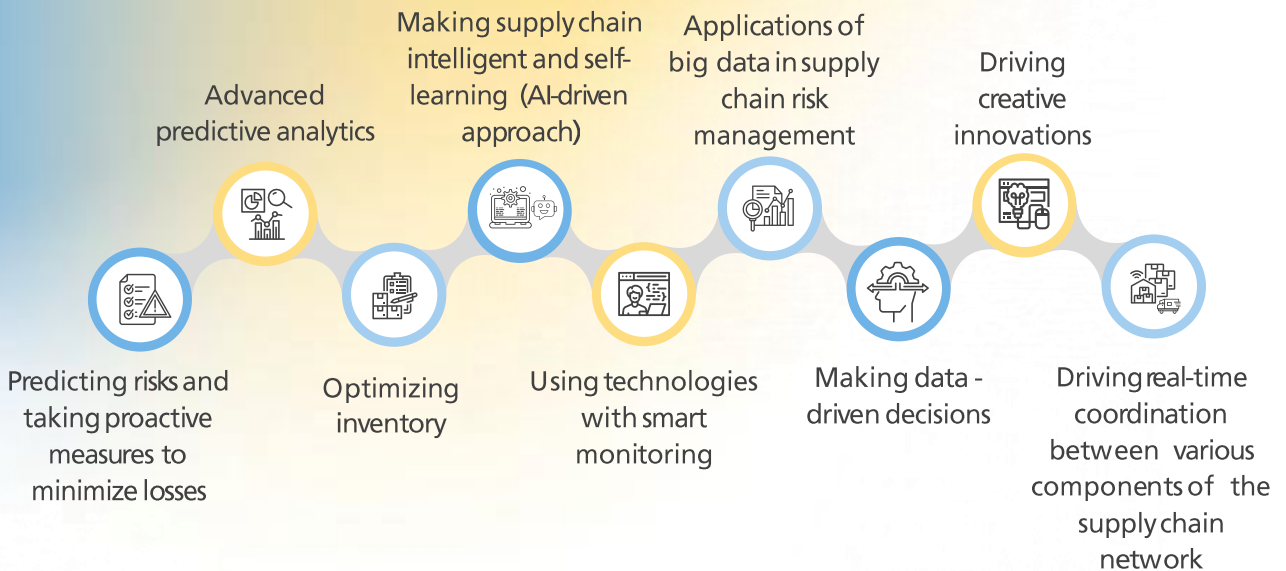 Predicting risks and
taking proactive
measures to
minimize losses
Advanced
predictive analytics
Optimizing
inventory
Making supply chain
intelligent and self-
learning (AI-driven
approach)
Using technologies
with smart
monitoring
Applications of
big data in supply
chain risk
management
Making data -
driven decisions
Driving
creative
innovations
Driving real-time
coordination
between various
components of the
supply chain
network